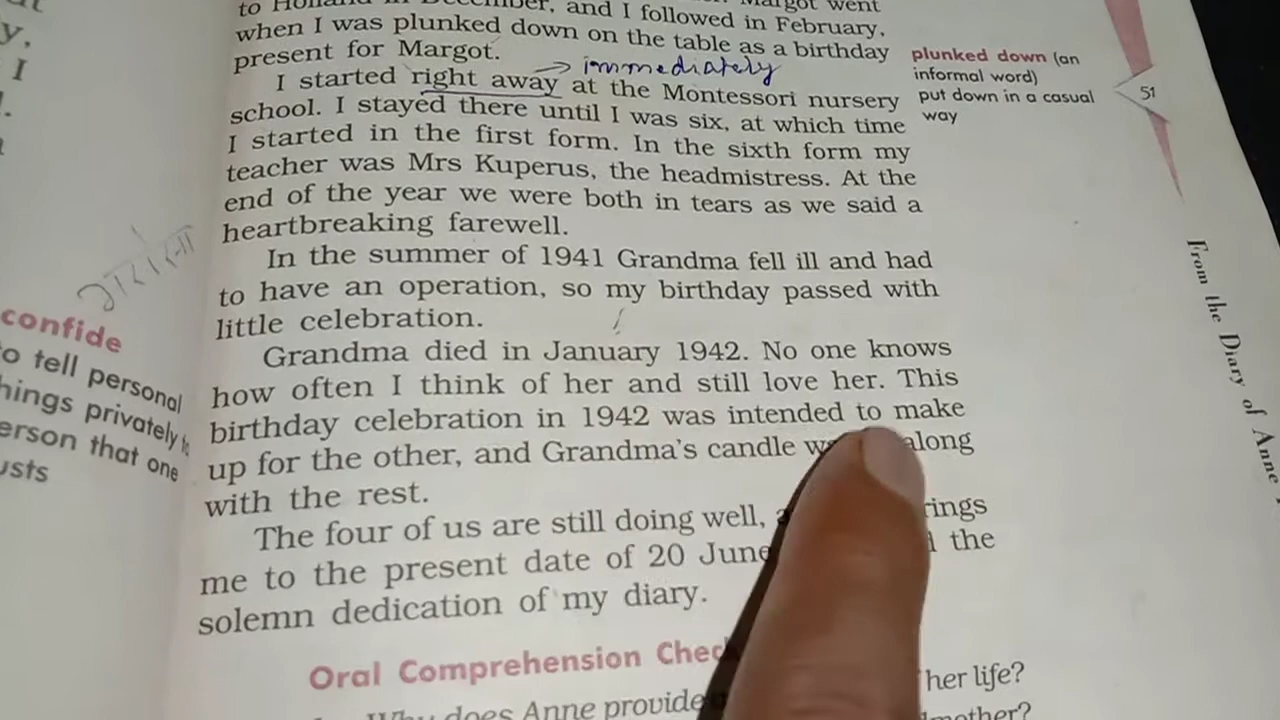 to Holland in December, and I followed in February,
when I was plunked down on the table as a birthday
present for Margot.
immediately
I started right away at the Montessori nursery
school. I stayed there until I was six, at which time
I started in the first form. In the sixth form my
teacher was Mrs Kuperus, the headmistress. At the
end of the year we were both in tears as we said a
heartbreaking farewell.
In the summer of 1941 Grandma fell ill and had
to have an operation, so my birthday passed with
little celebration.
Grandma died in January 1942. No one knows
how often I think of her and still love her. This
birthday celebration in 1942 was intended to make
up for the other, and Grandma's candle along
with the rest.
The four of us are still doing well,
me to the present date of 20 June the
solemn dedication of my diary.
Oral Comprehension Check
Why does Anne provide her life?
plunked down (an
informal word)
put down in a casual
way
51
From the Diary of Anne
y,
I
confide
to tell personal
things privately to
person that one